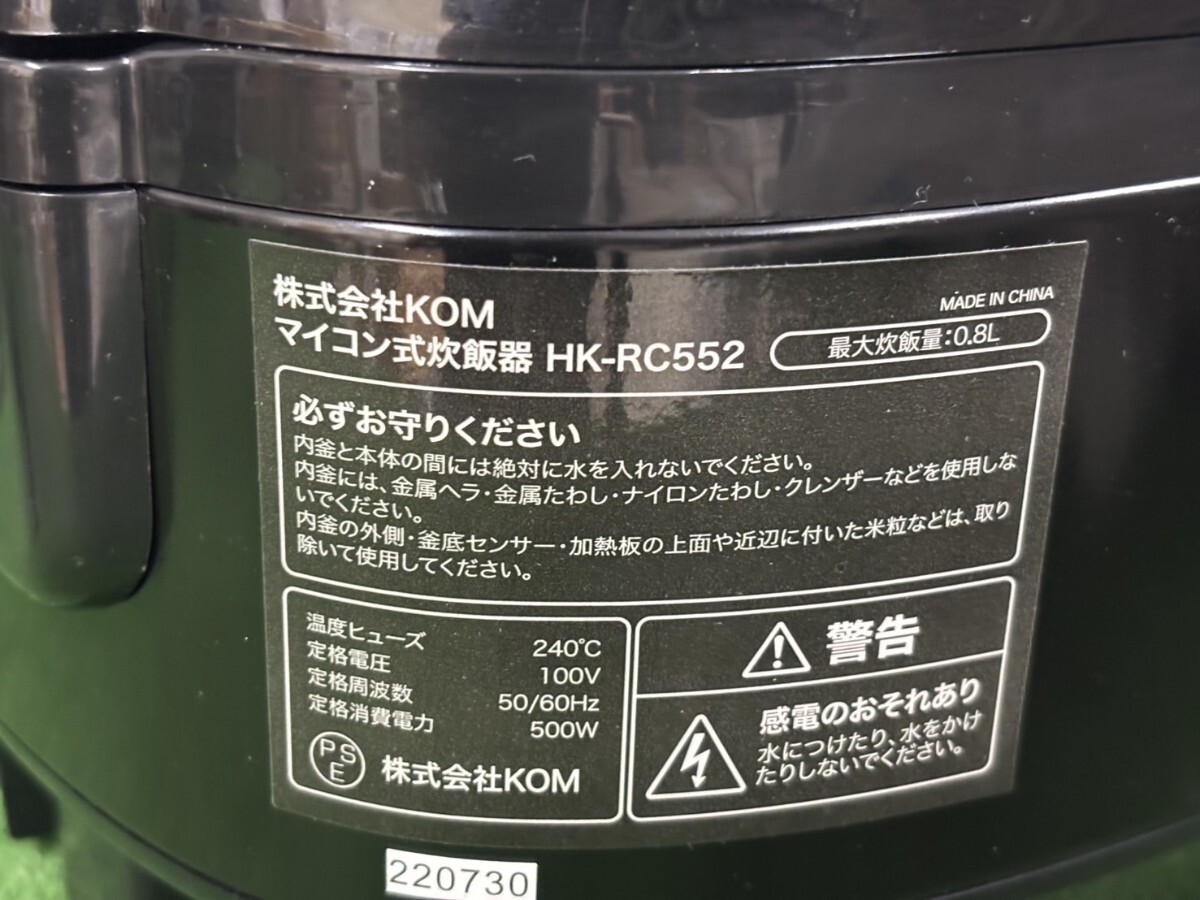 株式会社KOM
マイコン式炊飯器 HK-RC552
MADE IN CHINA
最大炊飯量:0.8L
必ずお守りください
内釜と本体の間には絶対に水を入れないでください。
内釜には、金属ヘラ・金属たわし・ナイロンたわし・クレンザーなどを使用しな
いでください。
内釜の外側・釜底センサー・加熱板の上面や近辺に付いた米粒などは、取り
除いて使用してください。
温度ヒューズ 240℃
定格電圧 100V
定格周波数 50/60Hz
定格消費電力 500W
PSE 株式会社KOM
警告
感電のおそれあり
水につけたり、水をかけ
たりしないでください。
220730